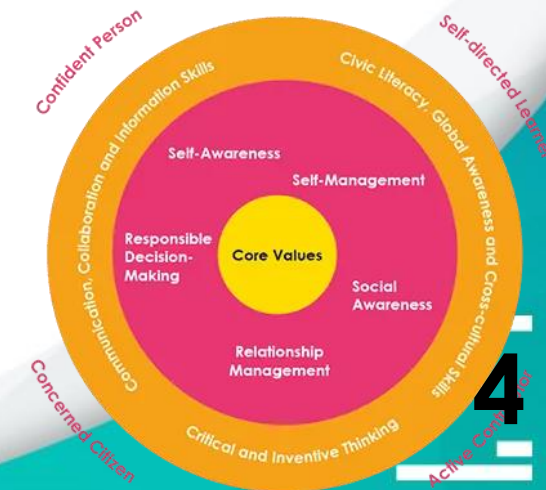 Confident Person
Self-directed Learner
Communication, Collaboration and Information Skills
Civic Literacy, Global Awareness and Cross-cultural Skills
Self-Awareness
Self-Management
Responsible
Decision-
Making
Core Values
Social
Awareness
Relationship
Management
Critical and Inventive Thinking
Concerned Citizen
Active
4